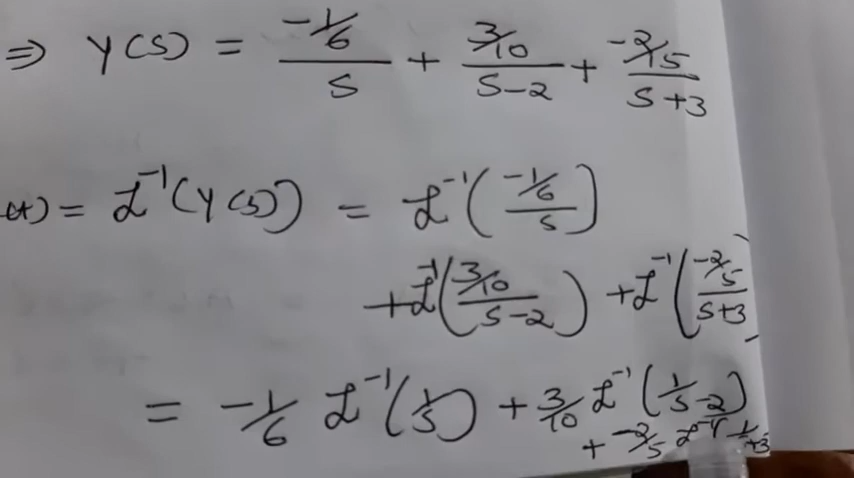 ⇒ Y(s) = -1/6 / s + 3/10 / s-2 + -2/15 / s+3
(t) = ℒ⁻¹(Y(s)) = ℒ⁻¹(-1/6 / s)
+ ℒ⁻¹(3/10 / s-2) + ℒ⁻¹(-2/5 / s+3
= -1/6 ℒ⁻¹(1/s) + 3/10 ℒ⁻¹(1/s-2)
+ -2/5 ℒ⁻¹ 1/+3